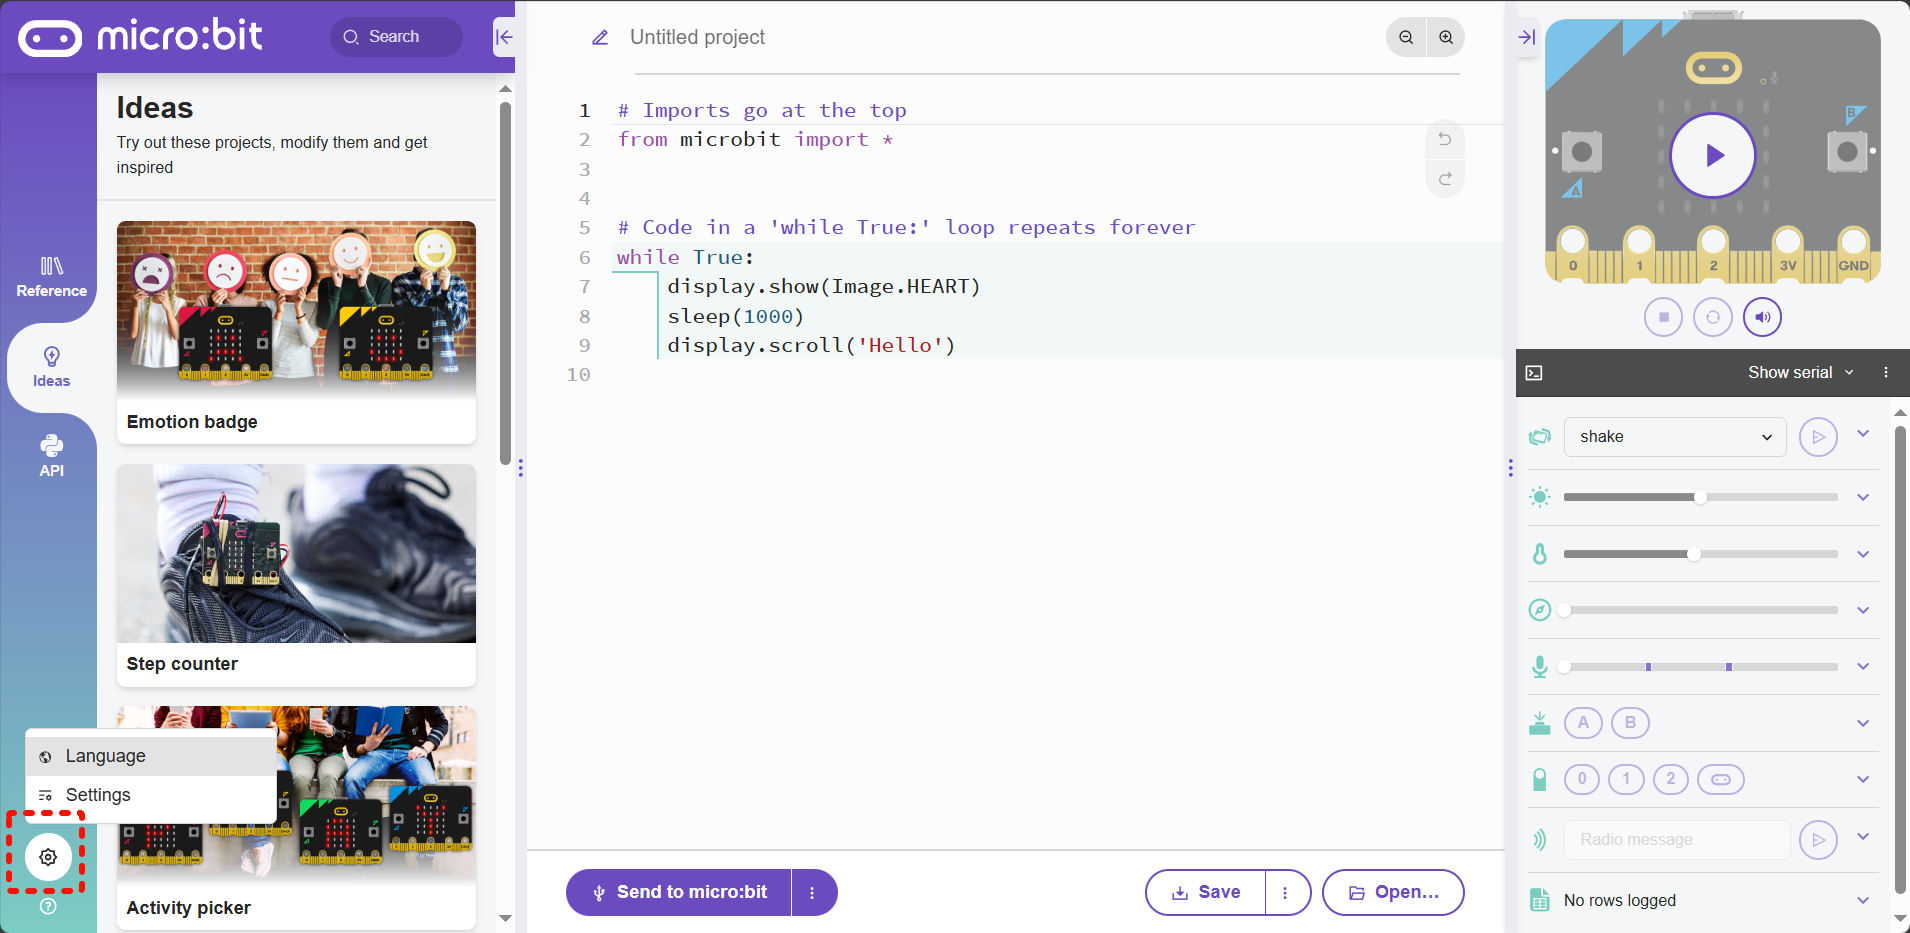 micro:bit
Search
Untitled project
Ideas
Try out these projects, modify them and get
inspired
Reference
Ideas
API
Emotion badge
Step counter
Activity picker
Language
Settings
1 # Imports go at the top
2 from microbit import *
3
4
5 # Code in a 'while True:' loop repeats forever
6 while True:
7 display.show(Image.HEART)
8 sleep(1000)
9 display.scroll('Hello')
10
Send to micro:bit
Save
Open...
A
B
0 1 2 3V GND
Show serial
shake
A B
0 1 2
Radio message
No rows logged